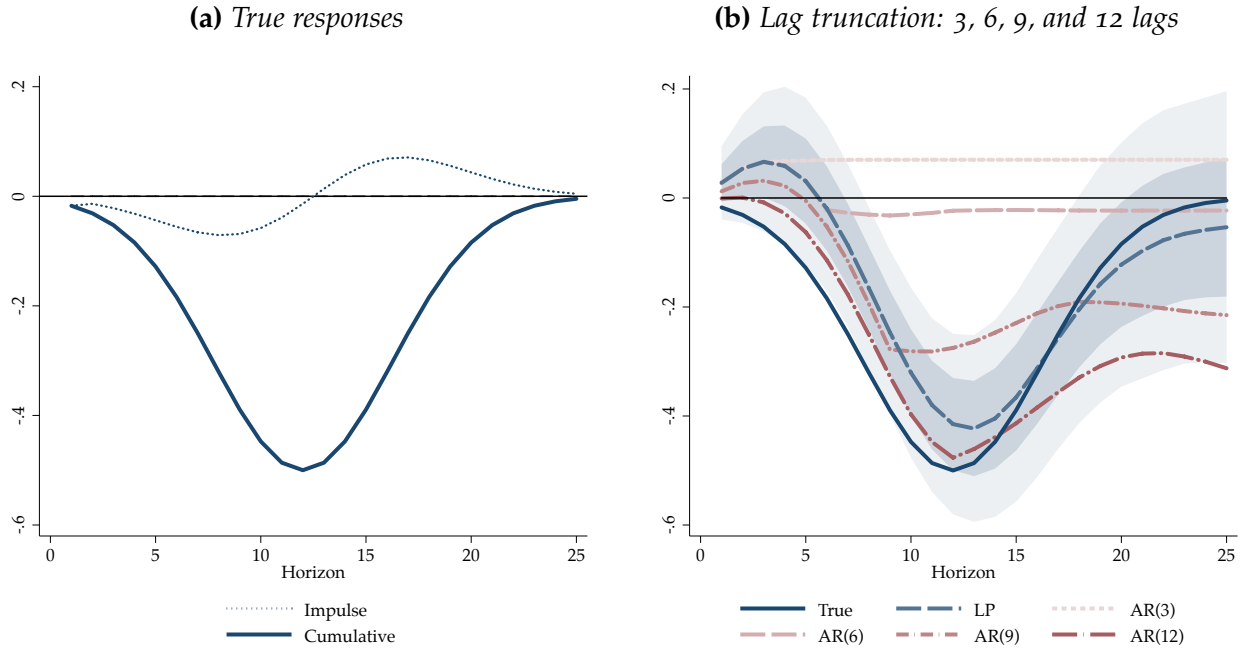 (a) True responses
.2
0
-.2
-.4
-.6
0 5 10 15 20 25
Horizon
Impulse
Cumulative
(b) Lag truncation: 3, 6, 9, and 12 lags
.2
0
-.2
-.4
-.6
0 5 10 15 20 25
Horizon
True LP AR(3)
AR(6) AR(9) AR(12)